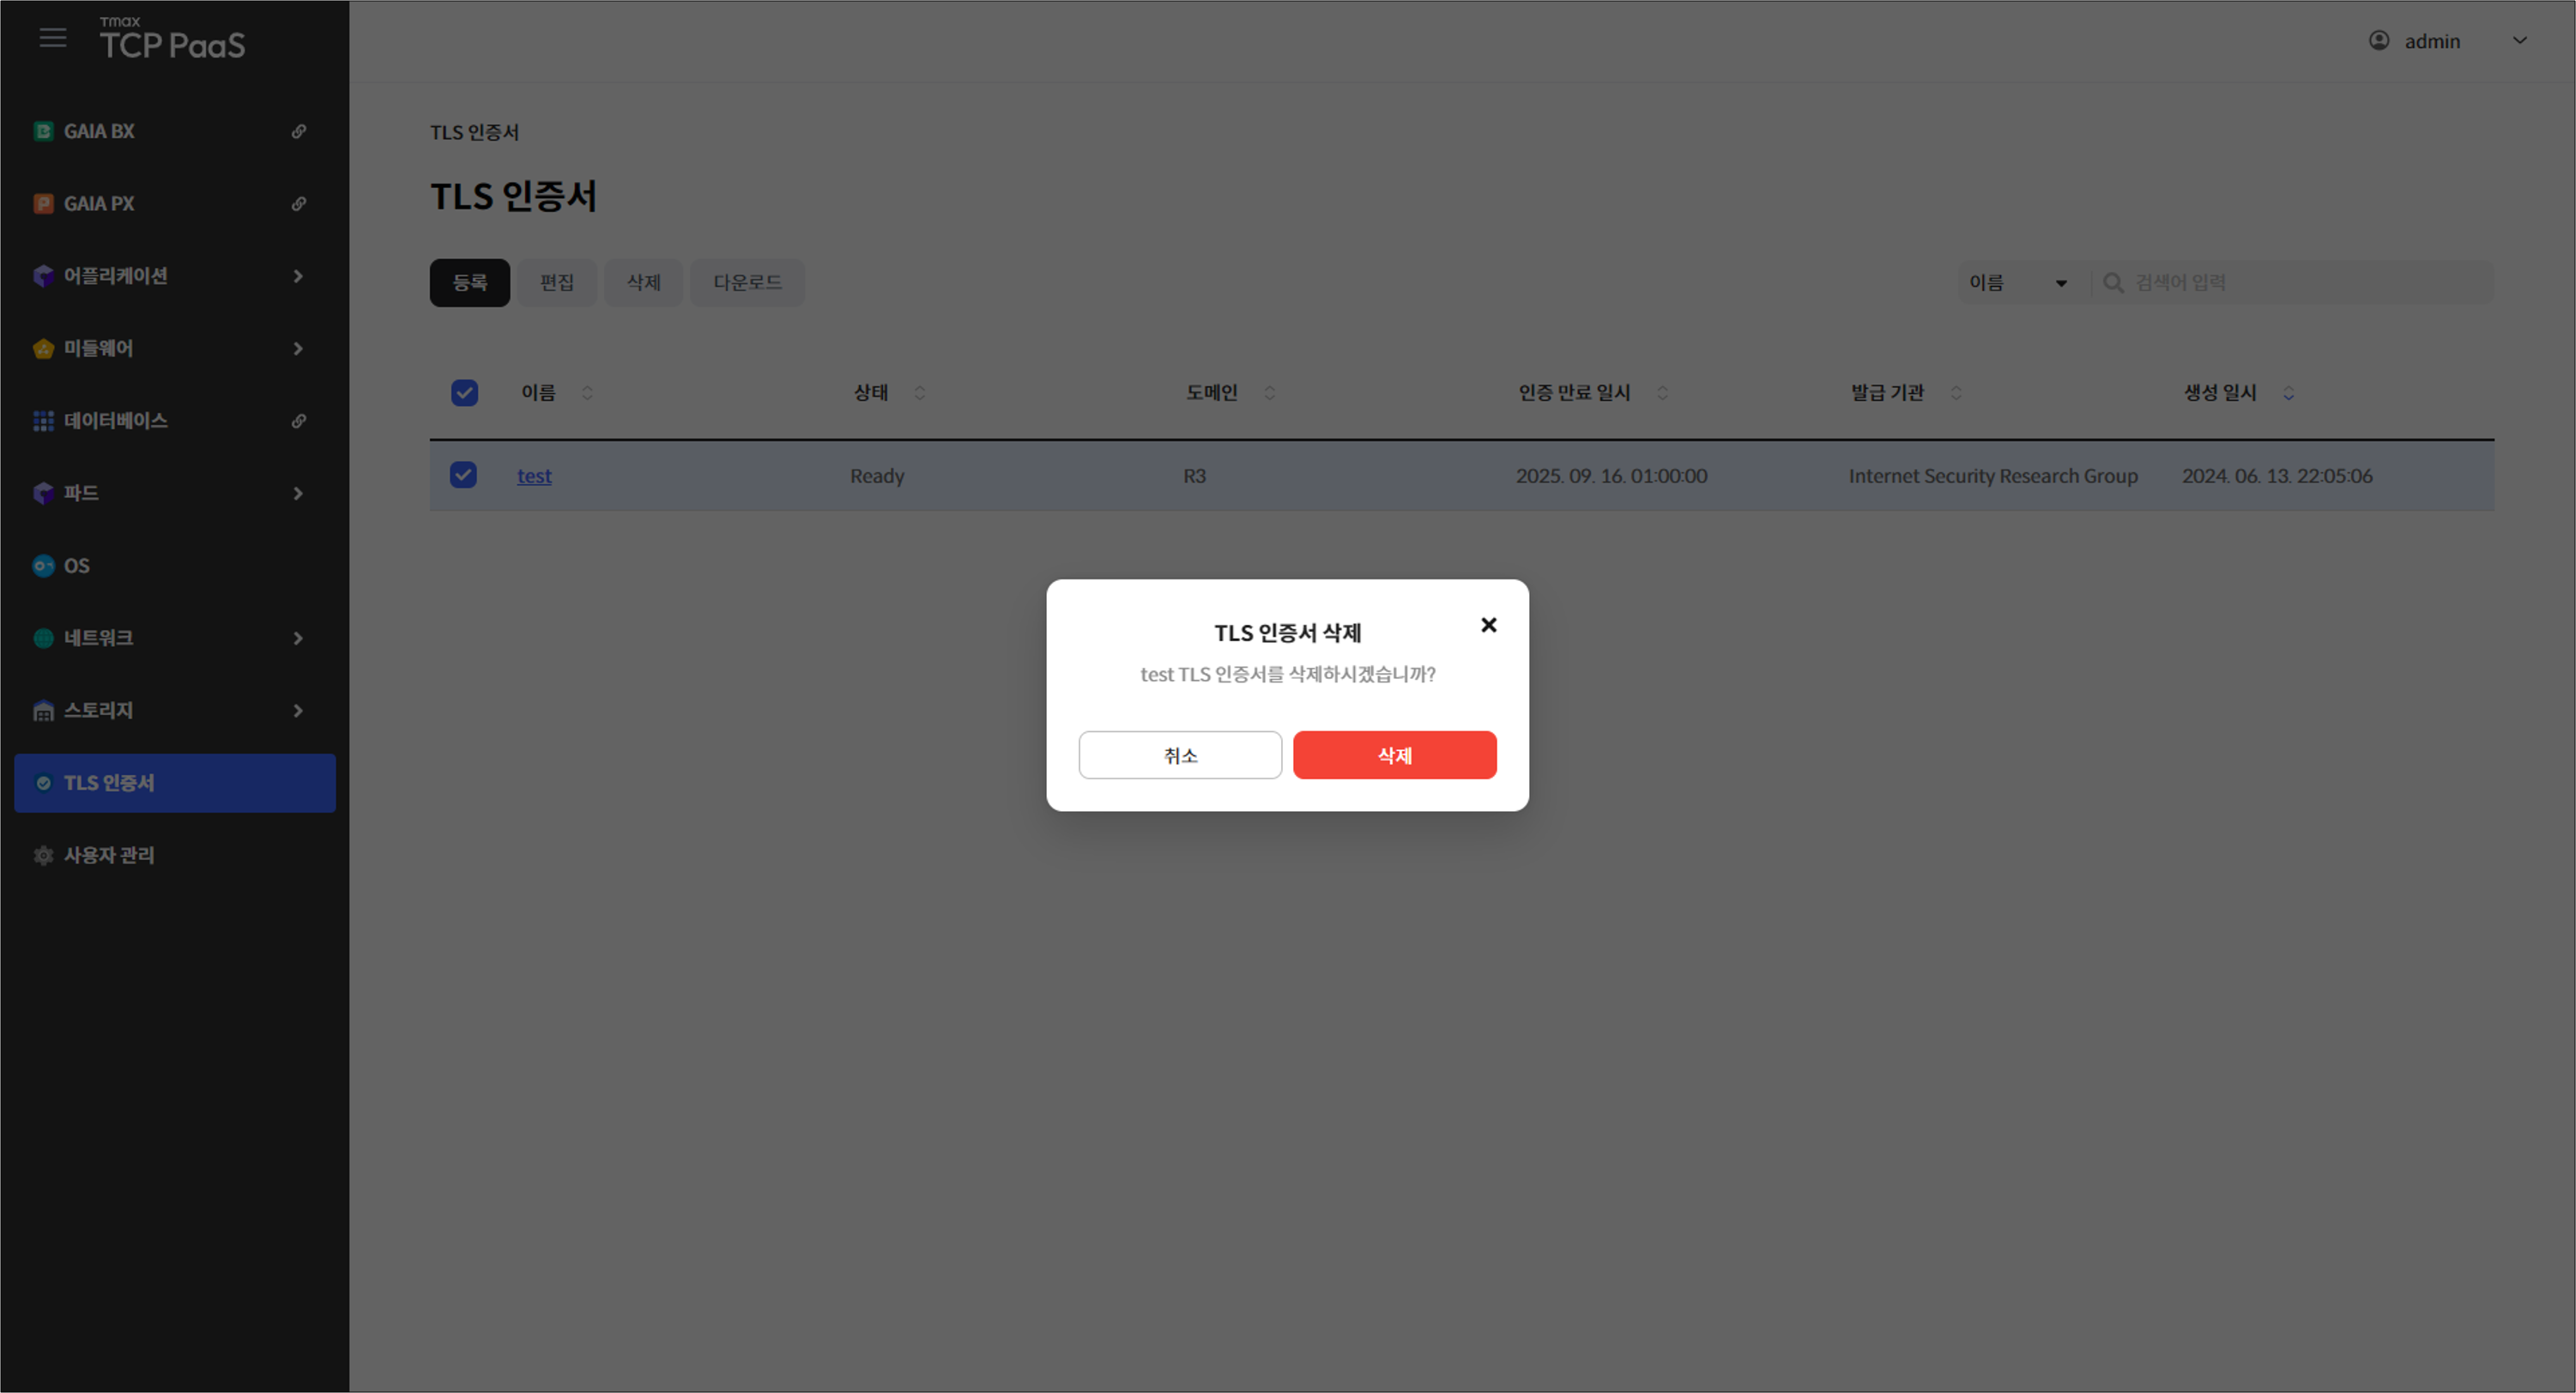 Tmax
TCP PaaS
admin
GAIA BX
GAIA PX
어플리케이션
미들웨어
데이터베이스
파드
OS
네트워크
스토리지
TLS 인증서
사용자 관리
TLS 인증서
TLS 인증서
등록 편집 삭제 다운로드
이름 검색어 입력
이름 상태 도메인 인증 만료 일시 발급 기관 생성 일시
test Ready R3 2025. 09. 16. 01:00:00 Internet Security Research Group 2024. 06. 13. 22:05:06
TLS 인증서 삭제
test TLS 인증서를 삭제하시겠습니까?
취소 삭제